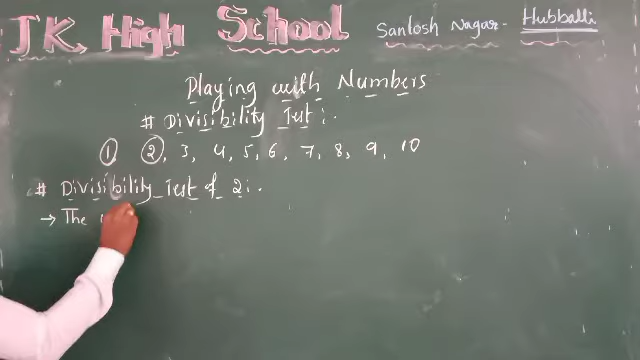 JK High School Santosh Nagar - Hubballi
Playing with Numbers
# Divisibility Test :
1, 2, 3, 4, 5, 6, 7, 8, 9, 10
# Divisibility Test of 2 :
→ The